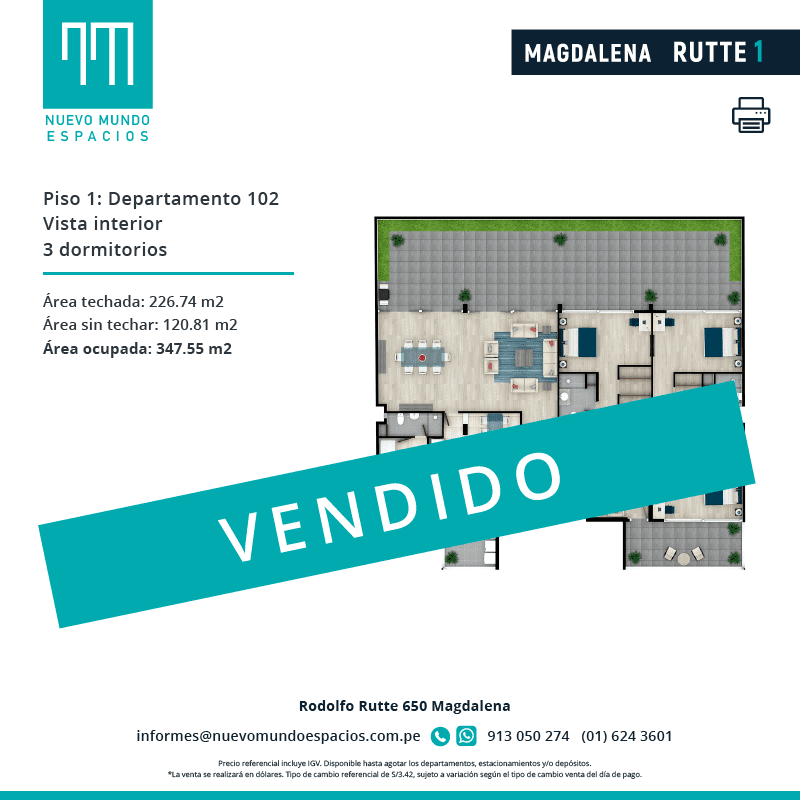 NUEVO MUNDO
ESPACIOS
MAGDALENA RUTTE 1
Piso 1: Departamento 102
Vista interior
3 dormitorios
Área techada: 226.74 m2
Área sin techar: 120.81 m2
Área ocupada: 347.55 m2
VENDIDO
Rodolfo Rutte 650 Magdalena
informes@nuevomundoespacios.com.pe 913 050 274 (01) 624 3601
Precio referencial incluye IGV. Disponible hasta agotar los departamentos, estacionamientos y/o depósitos.
*La venta se realizará en dólares. Tipo de cambio referencial de S/3.42, sujeto a variación según el tipo de cambio venta del día de pago.